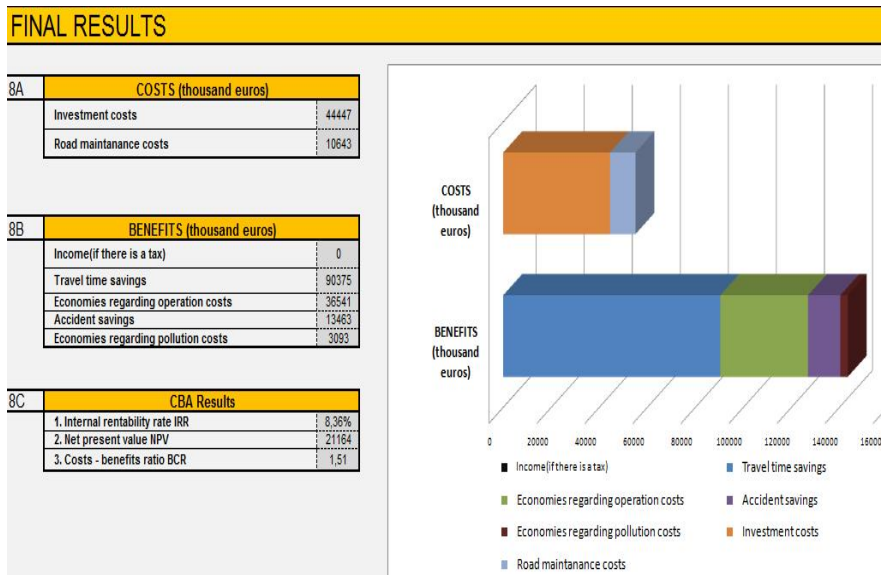 FINAL RESULTS
8A COSTS (thousand euros)
Investment costs 44447
Road maintanance costs 10643
8B BENEFITS (thousand euros)
Income(if there is a tax) 0
Travel time savings 90375
Economies regarding operation costs 36541
Accident savings 13463
Economies regarding pollution costs 3093
8C CBA Results
1. Internal rentability rate IRR 8,36%
2. Net present value NPV 21164
3. Costs - benefits ratio BCR 1,51
COSTS
(thousand
euros)
BENEFITS
(thousand
euros)
0 20000 40000 60000 80000 100000 120000 140000 16000
Income(if there is a tax) Travel time savings
Economies regarding operation costs Accident savings
Economies regarding pollution costs Investment costs
Road maintanance costs